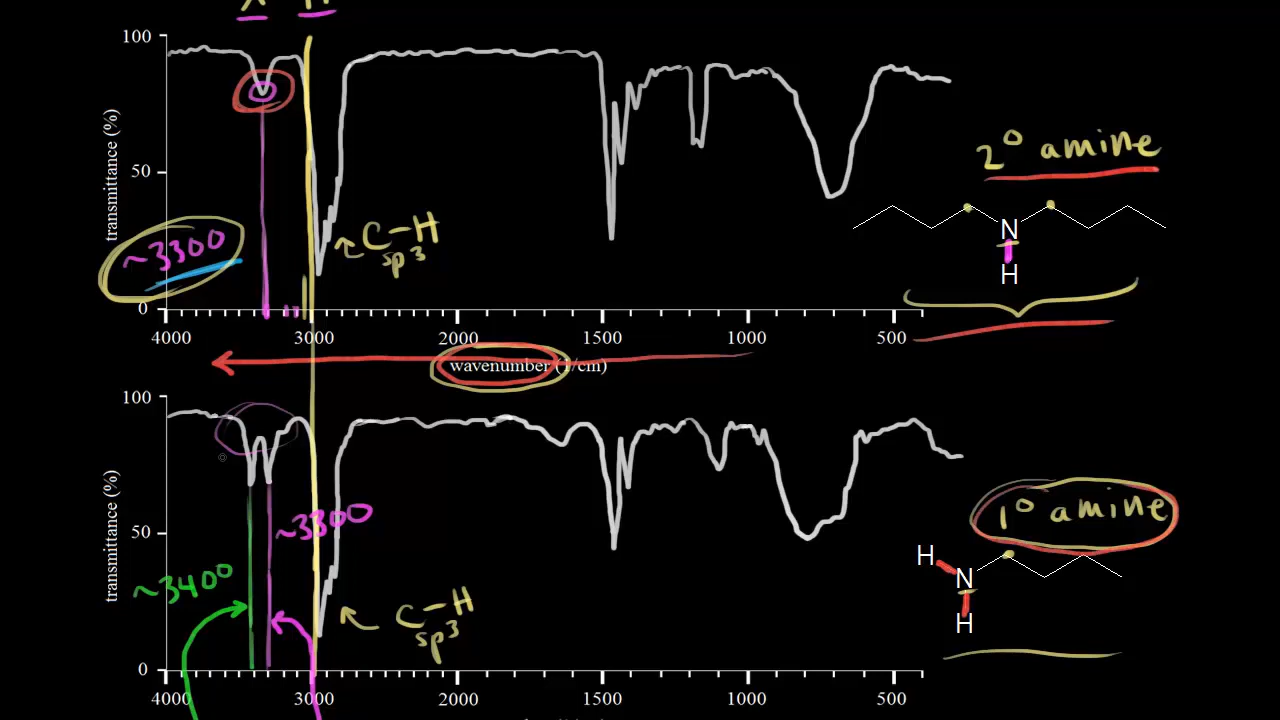 100
transmittance (%)
50
0
~3300
C-H
sp3
2° amine
N
H
4000 3000 2000 1500 1000 500
wavenumber (1/cm)
100
transmittance (%)
50
0
~3300
~3400
C-H
sp3
1° amine
H
N
H
4000 3000 2000 1500 1000 500